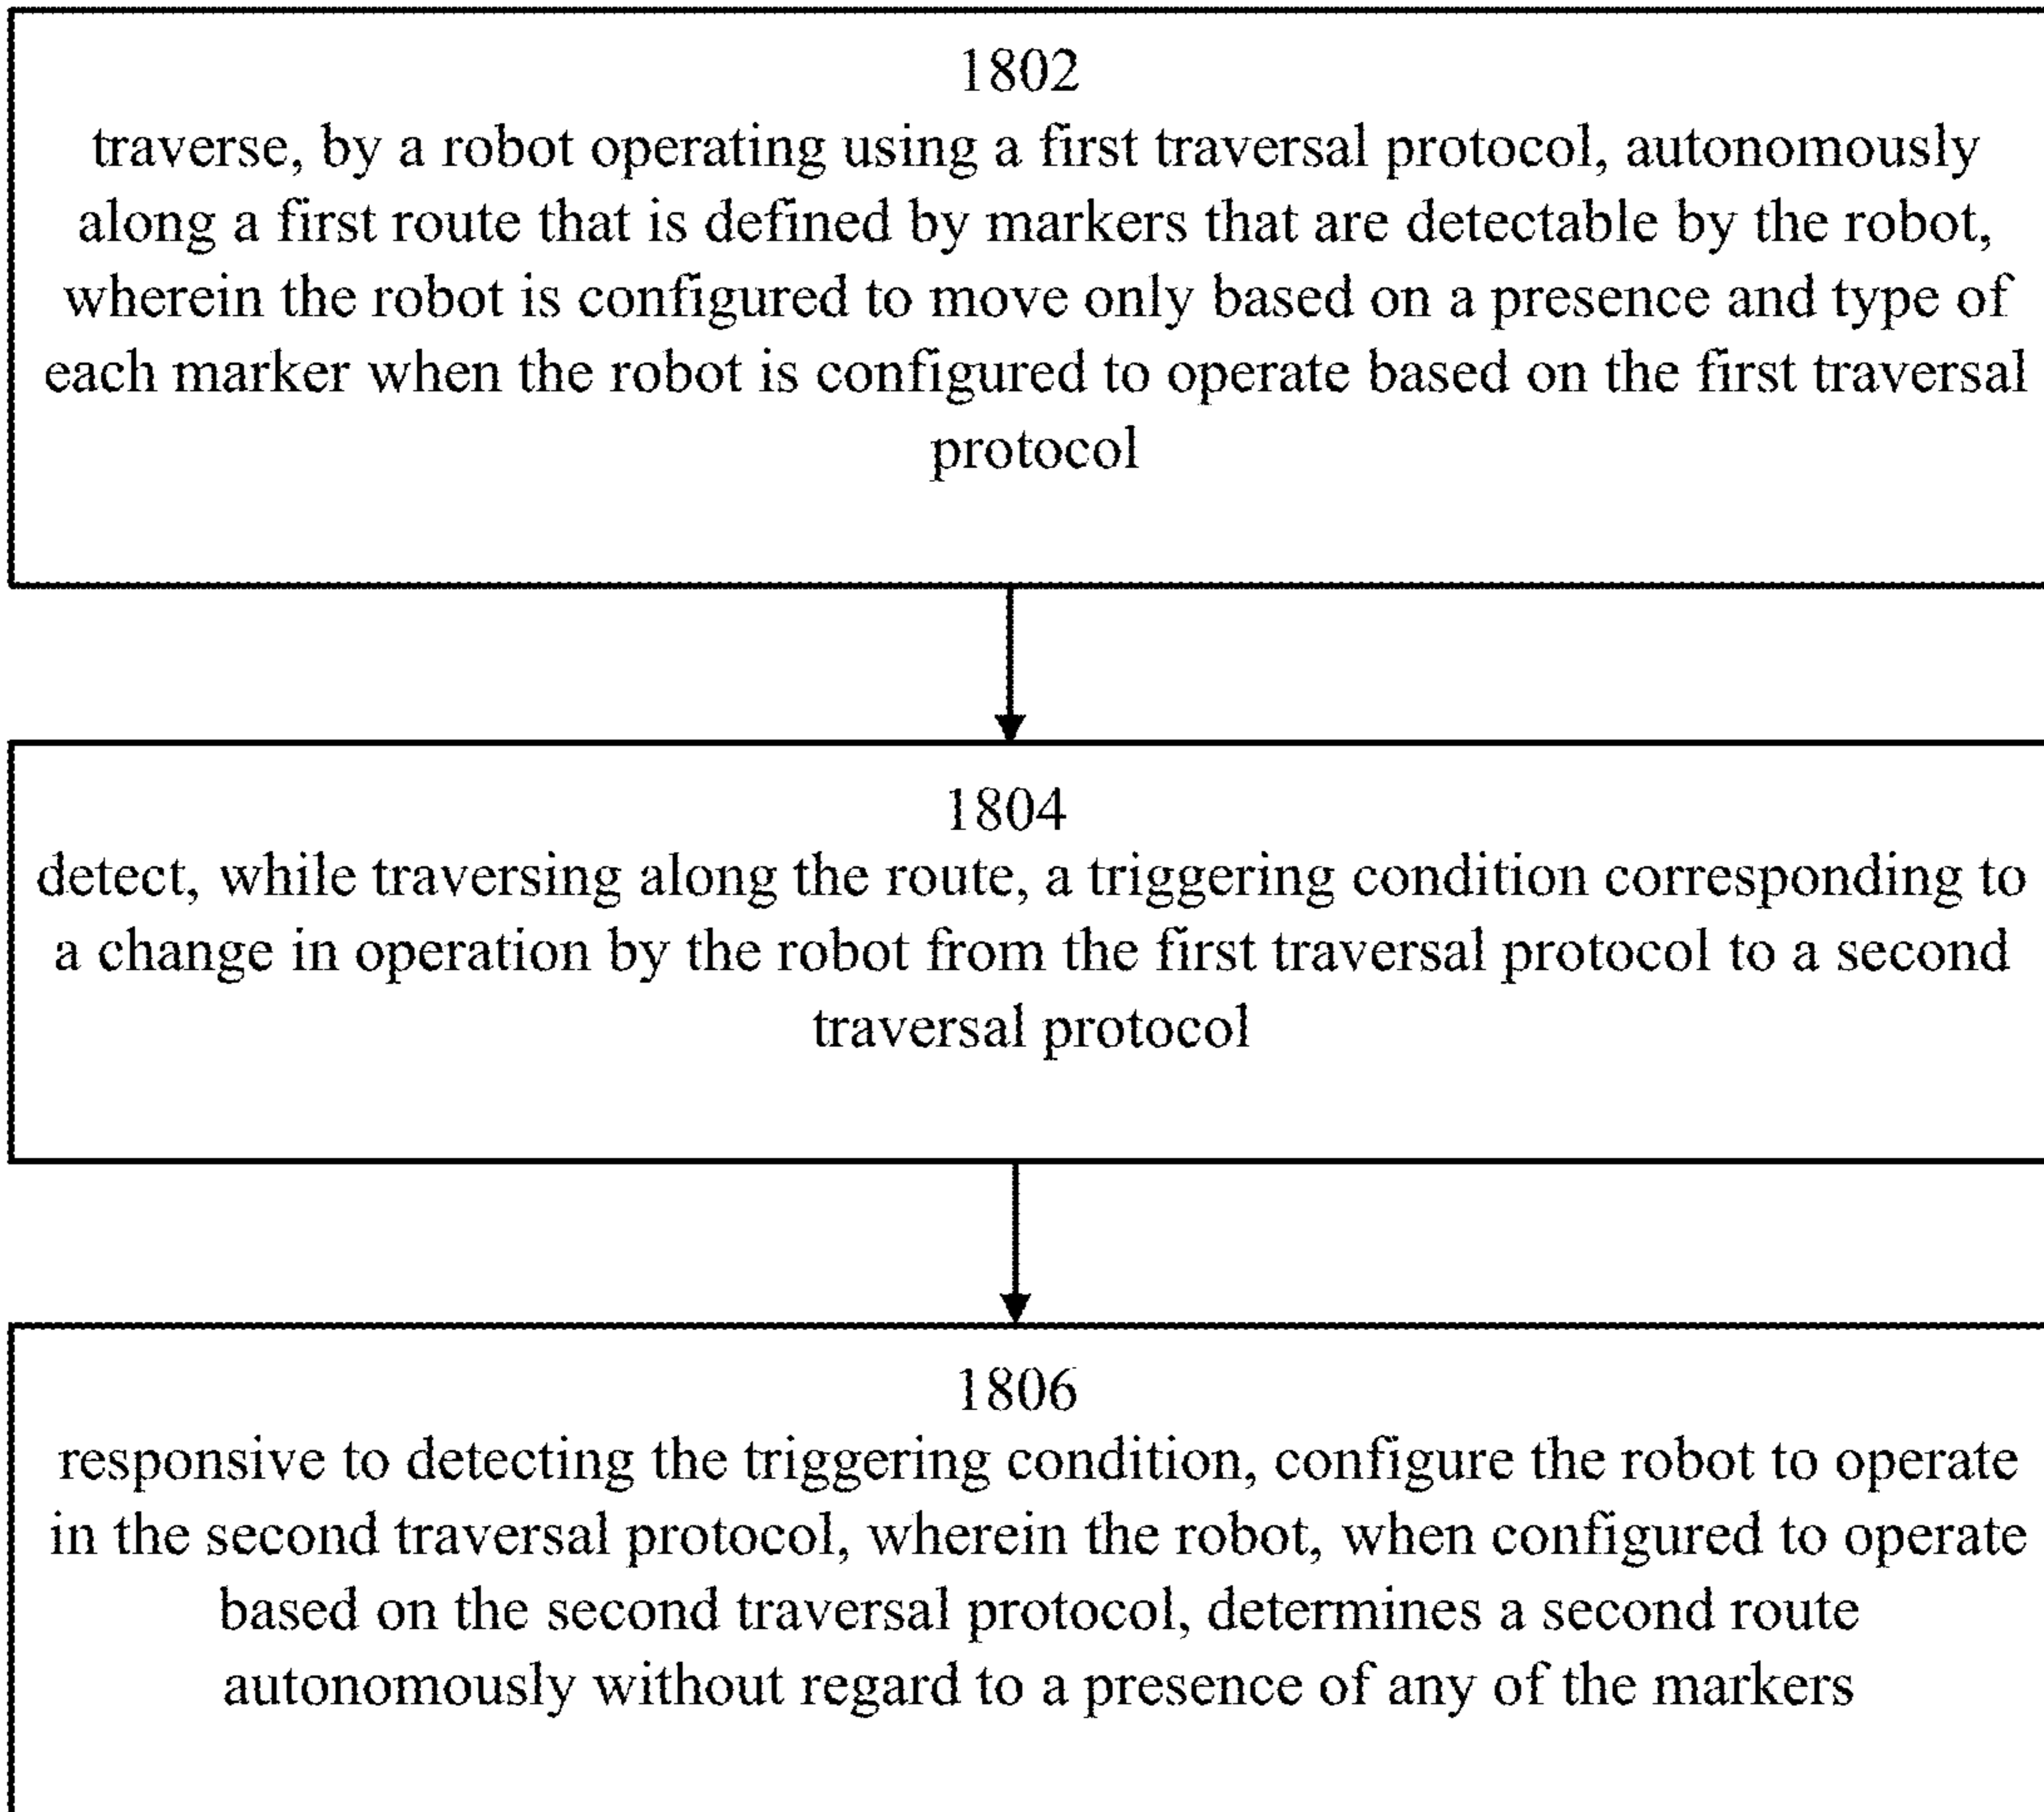 1802
traverse, by a robot operating using a first traversal protocol, autonomously
along a first route that is defined by markers that are detectable by the robot,
wherein the robot is configured to move only based on a presence and type of
each marker when the robot is configured to operate based on the first traversal
protocol
1804
detect, while traversing along the route, a triggering condition corresponding to
a change in operation by the robot from the first traversal protocol to a second
traversal protocol
1806
responsive to detecting the triggering condition, configure the robot to operate
in the second traversal protocol, wherein the robot, when configured to operate
based on the second traversal protocol, determines a second route
autonomously without regard to a presence of any of the markers